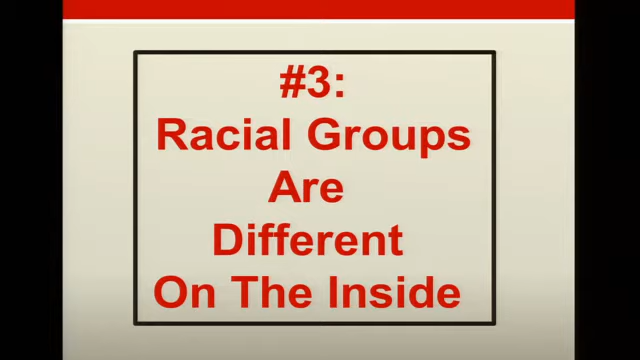 #3:
Racial Groups
Are
Different
On The Inside